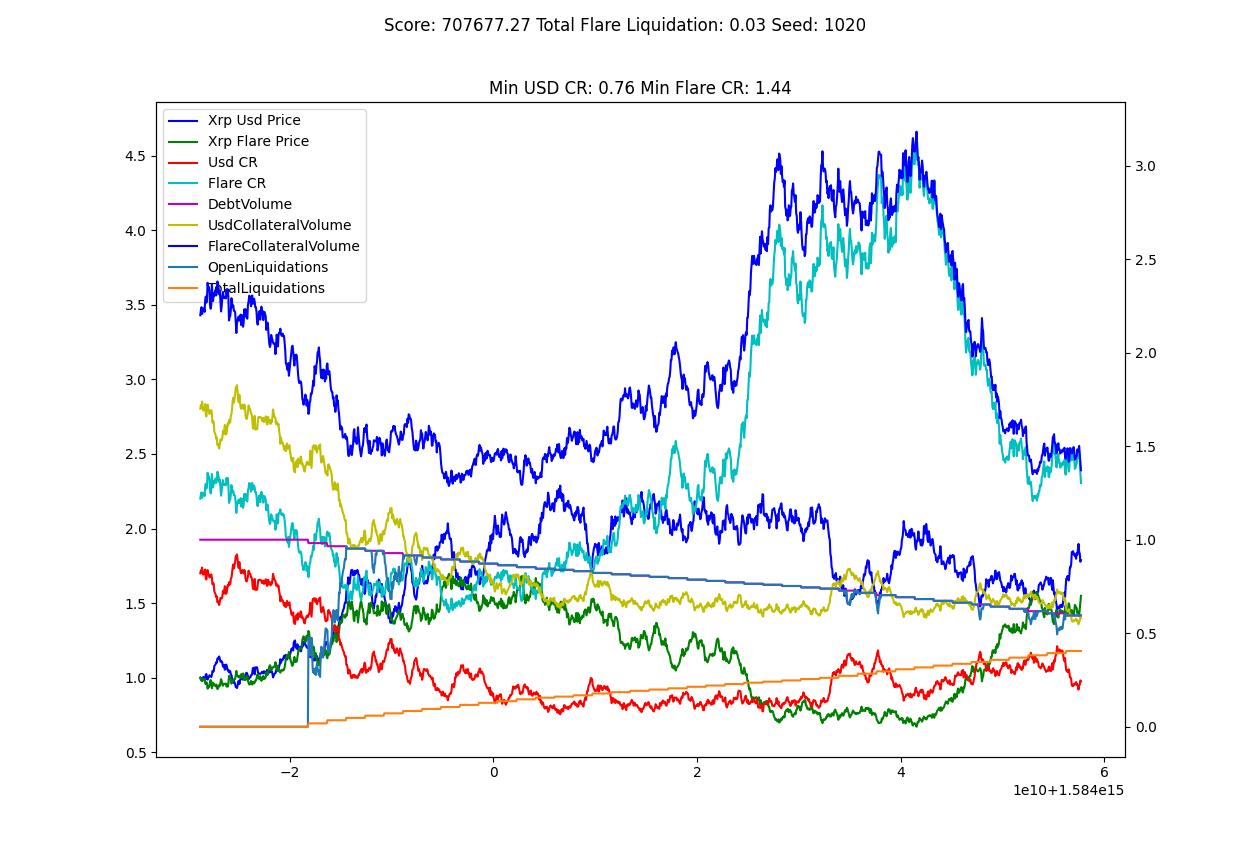 Score: 707677.27 Total Flare Liquidation: 0.03 Seed: 1020
Min USD CR: 0.76 Min Flare CR: 1.44
Xrp Usd Price
Xrp Flare Price
Usd CR
Flare CR
DebtVolume
UsdCollateralVolume
FlareCollateralVolume
OpenLiquidations
TotalLiquidations
4.5
4.0
3.5
3.0
2.5
2.0
1.5
1.0
0.5
3.0
2.5
2.0
1.5
1.0
0.5
0.0
−2
0
2
4
6
1e10+1.584e15